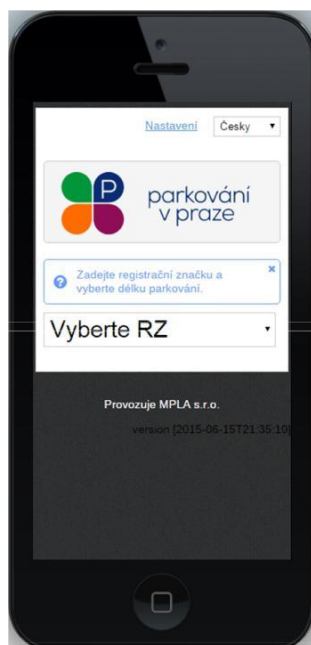 Nastavení Česky
P
parkování
v praze
Zadejte registrační značku a
vyberte délku parkování.
Vyberte RZ
Provozuje MPLA s.r.o.
version [2015-06-15T21:35:19]